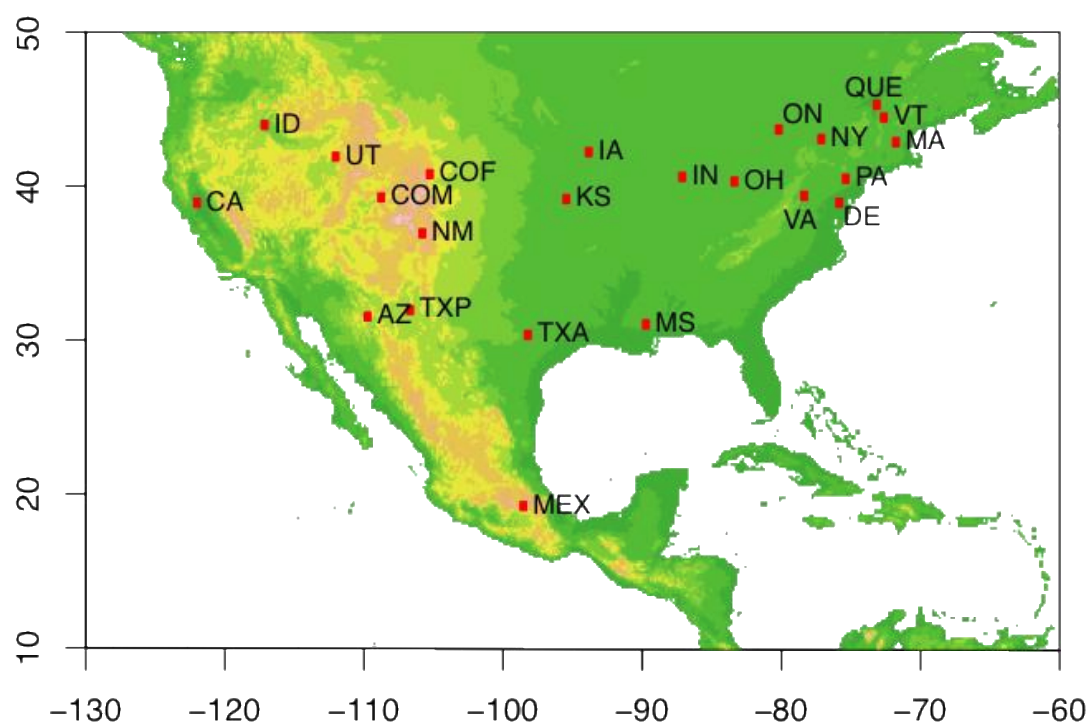 50
QUE
ON
VT
ID
NY
MA
IA
UT
COF
IN
OH
PA
40
COM
KS
CA
VA
DE
NM
AZ
TXP
MS
TXA
30
20
MEX
10
−130
−120
−110
−100
−90
−80
−70
−60